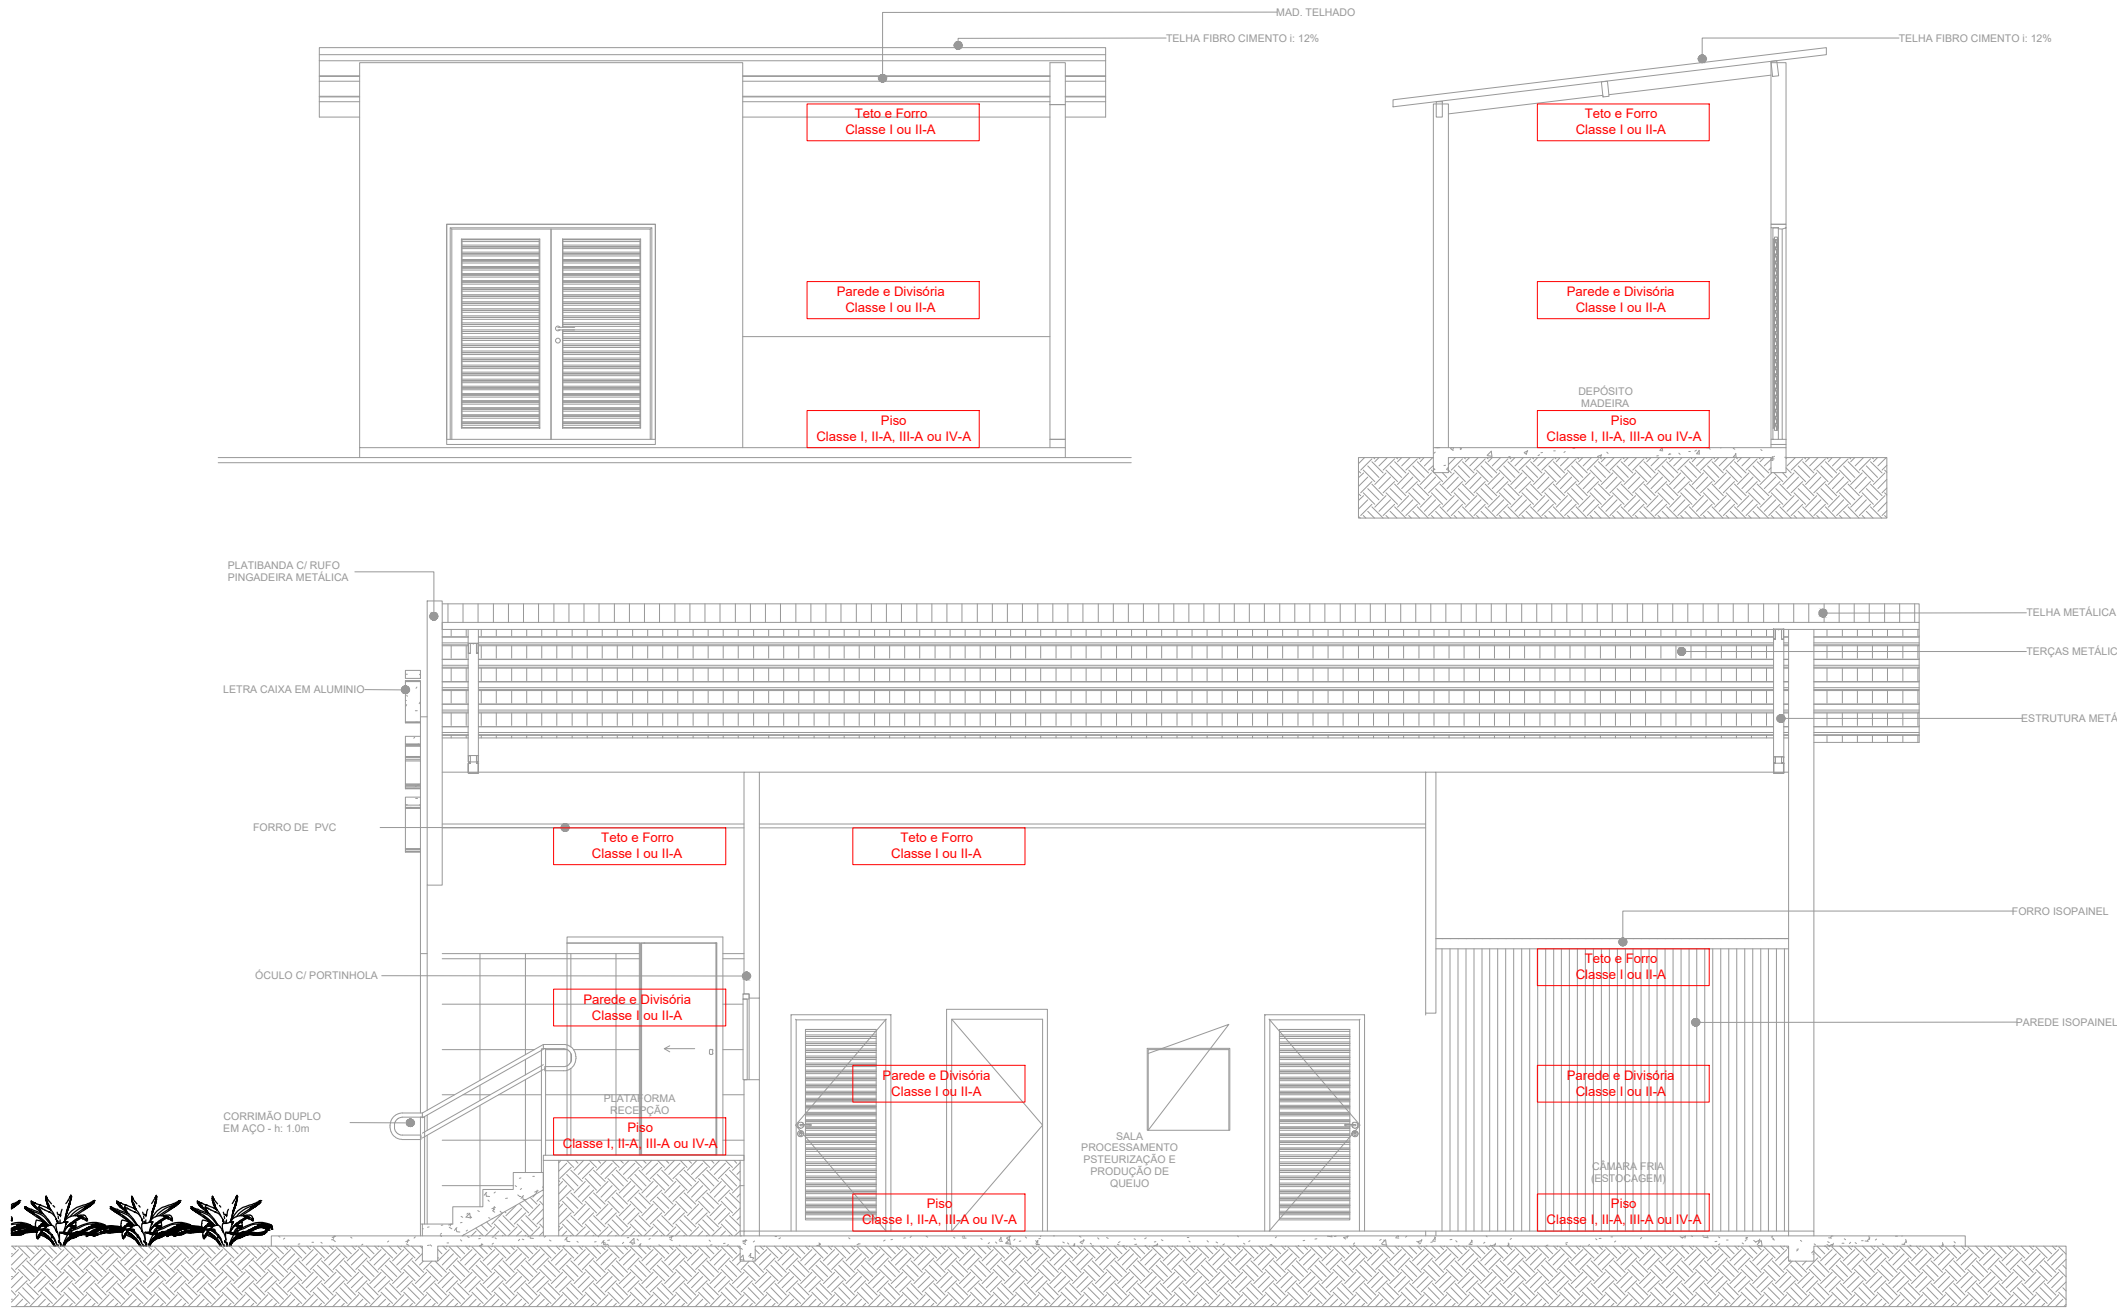 MAD. TELHADO
TELHA FIBRO CIMENTO i: 12%
TELHA FIBRO CIMENTO i: 12%
Teto e Forro
Classe I ou II-A
Teto e Forro
Classe I ou II-A
Parede e Divisória
Classe I ou II-A
Parede e Divisória
Classe I ou II-A
DEPÓSITO
MADEIRA
Piso
Classe I, II-A, III-A ou IV-A
Piso
Classe I, II-A, III-A ou IV-A
PLATIBANDA C/ RUFO
PINGADEIRA METÁLICA
TELHA METÁLICA
TERÇAS METÁLIC
LETRA CAIXA EM ALUMINIO
ESTRUTURA METÁ
FORRO DE PVC
Teto e Forro
Classe I ou II-A
Teto e Forro
Classe I ou II-A
FORRO ISOPAINEL
Teto e Forro
Classe I ou II-A
ÓCULO C/ PORTINHOLA
Parede e Divisória
Classe I ou II-A
PAREDE ISOPAINEL
Parede e Divisória
Classe I ou II-A
Parede e Divisória
Classe I ou II-A
PLATAFORMA
RECEPÇÃO
CORRIMÃO DUPLO
EM AÇO - h: 1.0m
Piso
Classe I, II-A, III-A ou IV-A
SALA
PROCESSAMENTO
PSTEURIZAÇÃO E
PRODUÇÃO DE
QUEIJO
CÂMARA FRIA
(ESTOCAGEM)
Piso
Classe I, II-A, III-A ou IV-A
Piso
Classe I, II-A, III-A ou IV-A